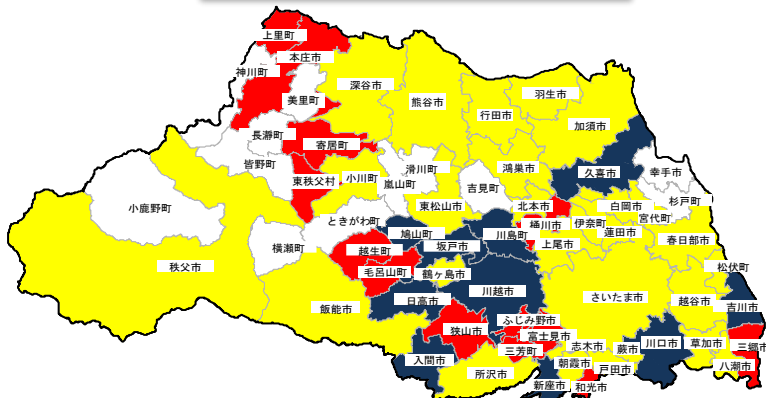 上里町
本庄市
神川町
美里町
深谷市
熊谷市
羽生市
行田市
加須市
長瀞町
寄居町
皆野町
東秩父村
小川町
嵐山町
滑川町
吉見町
鴻巣市
久喜市
幸手市
杉戸町
小鹿野町
ときがわ町
東松山市
北本市
白岡市
宮代町
横瀬町
鳩山町
川島町
桶川市
伊奈町
蓮田市
春日部市
秩父市
越生町
坂戸市
上尾市
毛呂山町
鶴ヶ島市
松伏町
飯能市
日高市
川越市
さいたま市
越谷市
吉川市
狭山市
ふじみ野市
富士見市
三芳町
志木市
蕨市
川口市
草加市
三郷市
入間市
所沢市
朝霞市
戸田市
八潮市
新座市
和光市